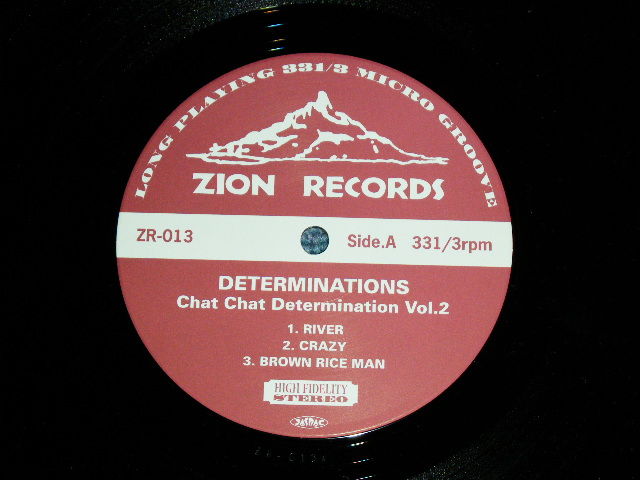 LONG PLAYING 331/3 MICRO GROOVE
ZION RECORDS
ZR-013
Side.A 331/3rpm
DETERMINATIONS
Chat Chat Determination Vol.2
1. RIVER
2. CRAZY
3. BROWN RICE MAN
HIGH FIDELITY
STEREO
JASRAC